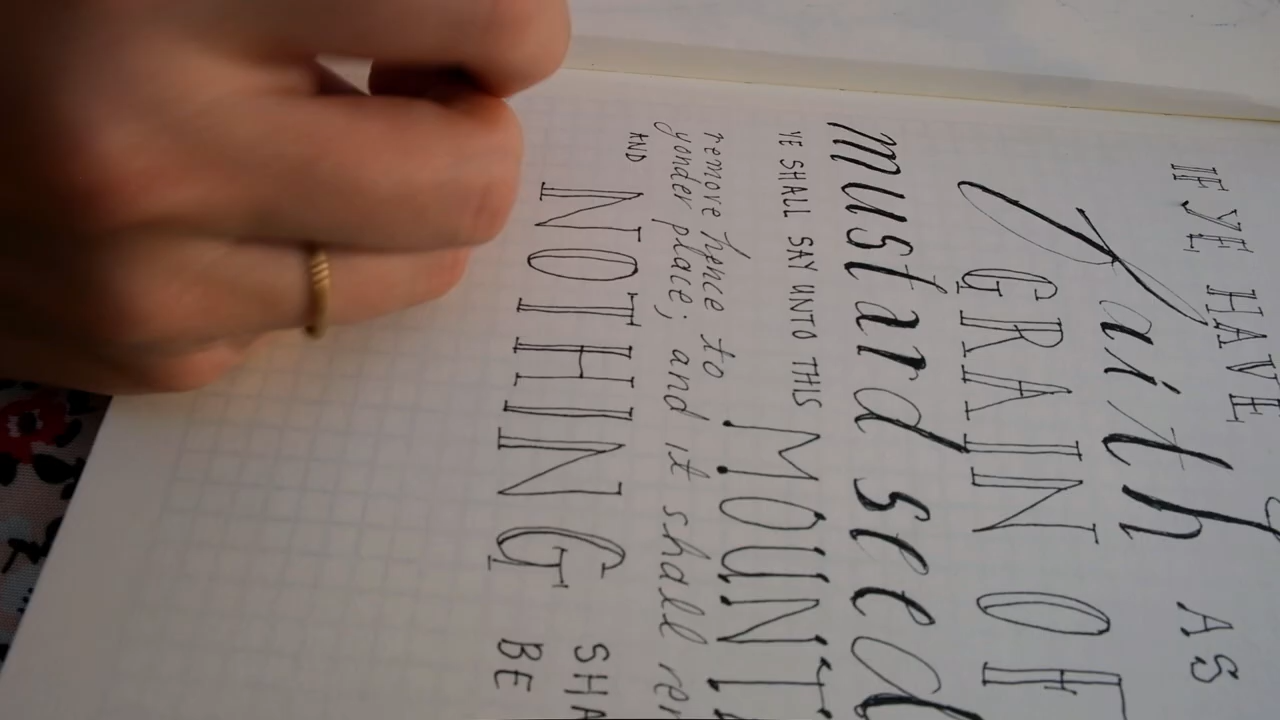 IF YE HAVE
faith AS
GRAIN OF
mustard seed
YE SHALL SAY UNTO THIS MOUNT
remove hence to
yonder place; and it shall rem
AND NOTHING SHA
BE